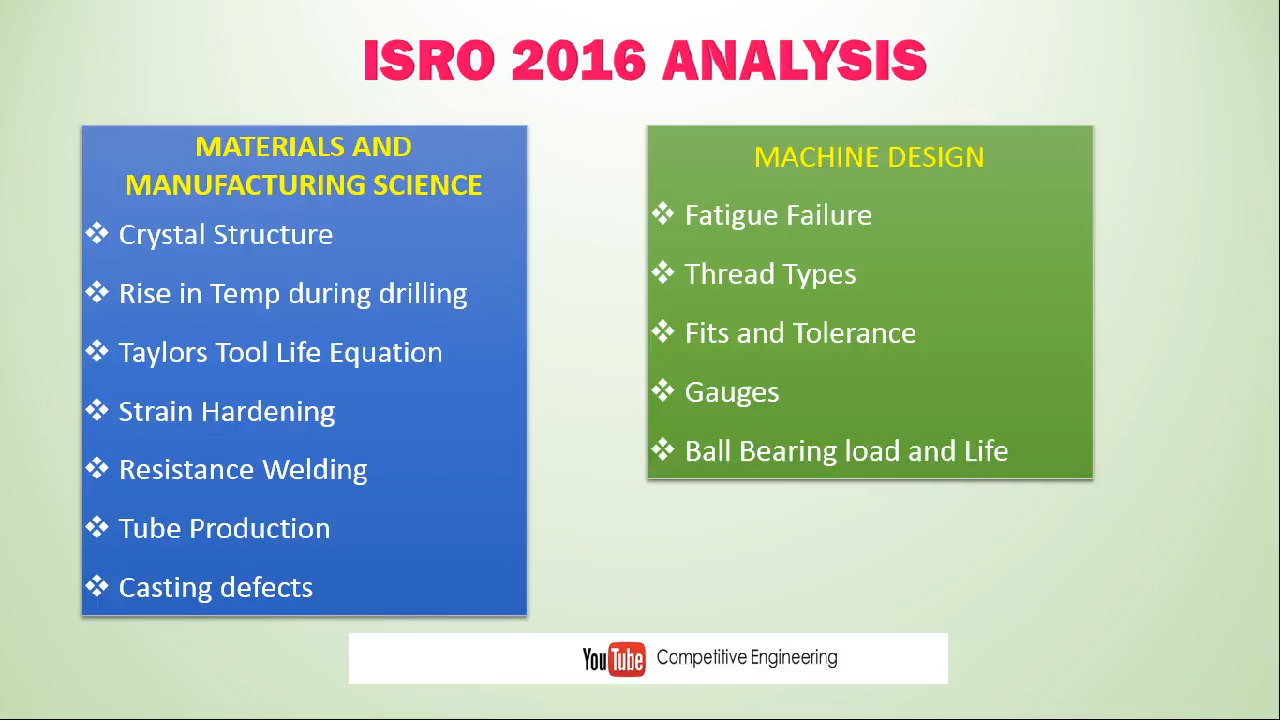 ISRO 2016 ANALYSIS
MATERIALS AND
MANUFACTURING SCIENCE
Crystal Structure
Rise in Temp during drilling
Taylors Tool Life Equation
Strain Hardening
Resistance Welding
Tube Production
Casting defects
MACHINE DESIGN
Fatigue Failure
Thread Types
Fits and Tolerance
Gauges
Ball Bearing load and Life
YouTube Competitive Engineering